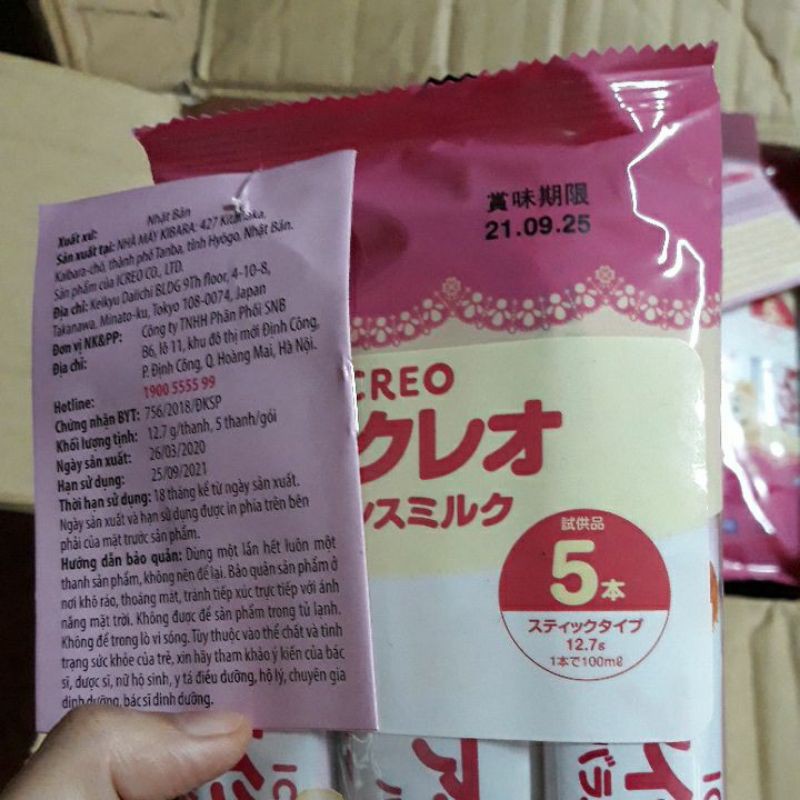 Xuất xứ: Nhật Bản
Sản xuất tại: NHÀ MÁY KIBARA: 427 Kitanaka,
Kaibara-chō, thành phố Tanba, tỉnh Hyōgo, Nhật Bản.
Sản phẩm của ICREO CO., LTD.
Địa chỉ: Keikyu Daiichi BLDG 9Th floor, 4-10-8,
Takanawa, Minato-ku, Tokyo 108-0074, Japan
Đơn vị NK&PP: Công ty TNHH Phân Phối SNB
Địa chỉ: B6, lô 11, khu đô thị mới Định Công,
P. Định Công, Q. Hoàng Mai, Hà Nội.
Hotline: 1900 5555 99
Chứng nhận BYT: 756/2018/ĐKSP
Khối lượng tịnh: 12.7 g/thanh, 5 thanh/gói
Ngày sản xuất: 26/03/2020
Hạn sử dụng: 25/09/2021
Thời hạn sử dụng: 18 tháng kể từ ngày sản xuất.
Ngày sản xuất và hạn sử dụng được in phía trên bên
phải của mặt trước sản phẩm.
Hướng dẫn bảo quản: Dùng một lần hết luôn một
thanh sản phẩm, không nên để lại. Bảo quản sản phẩm ở
nơi khô ráo, thoáng mát, tránh tiếp xúc trực tiếp với ánh
nắng mặt trời. Không được để sản phẩm trong tủ lạnh.
Không để trong lò vi sóng. Tùy thuộc vào thể chất và tình
trạng sức khỏe của trẻ, xin hãy tham khảo ý kiến của bác
sĩ, dược sĩ, nữ hộ sinh, y tá điều dưỡng, hộ lý, chuyên gia
dinh dưỡng, bác sĩ dinh dưỡng.
賞味期限
21.09.25
CREO
クレオ
ンスミルク
試供品
5本
スティックタイプ
12.7g
1本で100mℓ